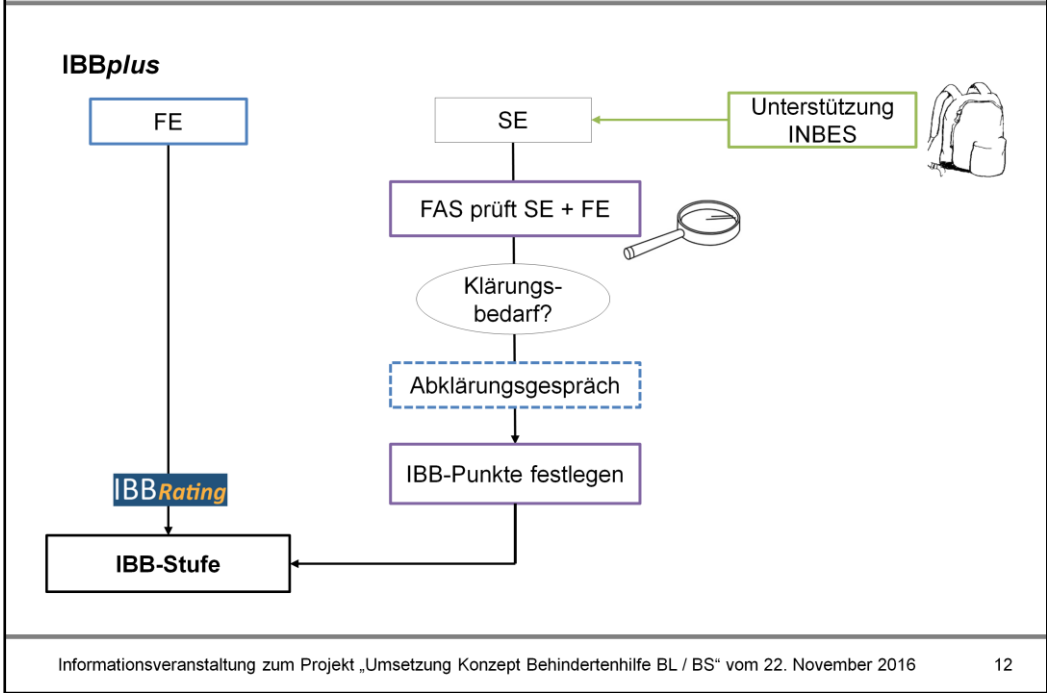 IBBplus
FE
SE
Unterstützung
INBES
FAS prüft SE + FE
Klärungs-
bedarf?
Abklärungsgespräch
IBB-Punkte festlegen
IBBRating
IBB-Stufe
Informationsveranstaltung zum Projekt „Umsetzung Konzept Behindertenhilfe BL / BS“ vom 22. November 2016 12